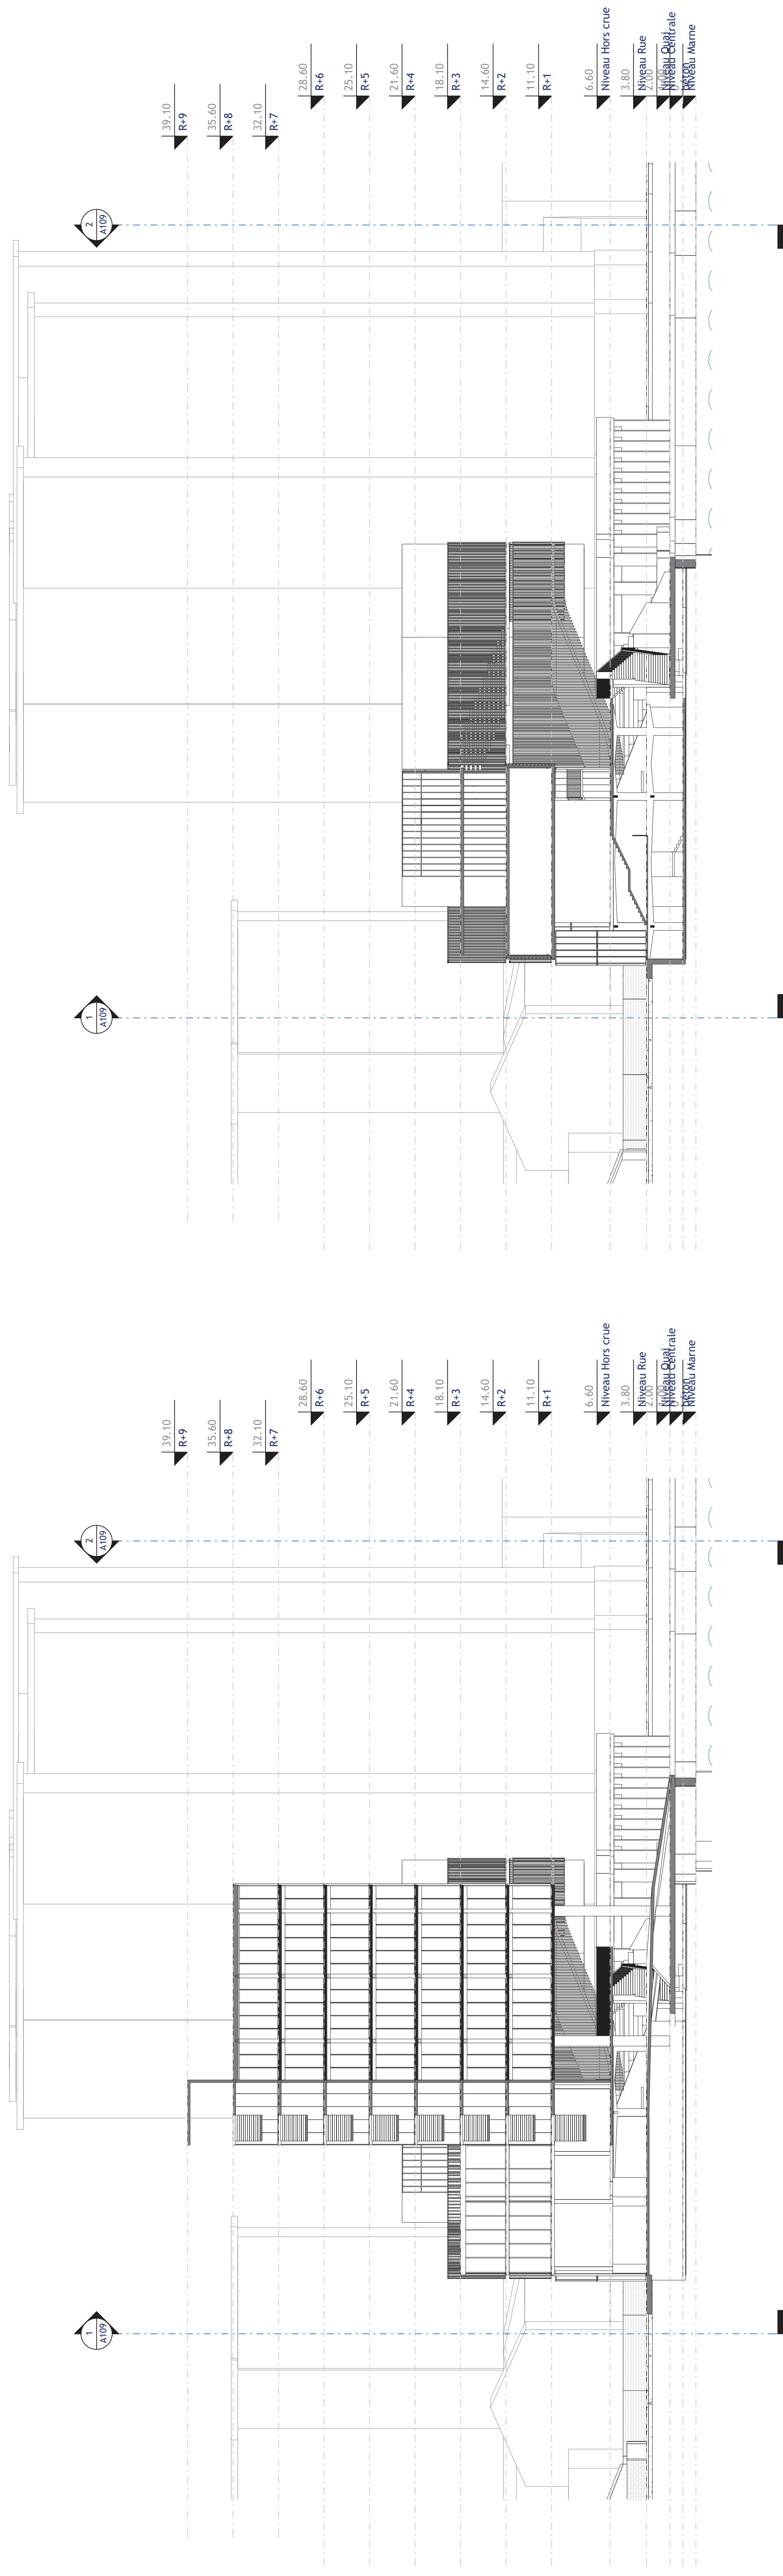 1
A109
2
A109
39.10
R+9
35.60
R+8
32.10
R+7
28.60
R+6
25.10
R+5
21.60
R+4
18.10
R+3
14.60
R+2
11.10
R+1
6.60
Niveau Hors crue
3.80
Niveau Rue
2.00
Niveau Quai
Niveau Centrale
béton
Niveau Marne
1
A109
2
A109
39.10
R+9
35.60
R+8
32.10
R+7
28.60
R+6
25.10
R+5
21.60
R+4
18.10
R+3
14.60
R+2
11.10
R+1
6.60
Niveau Hors crue
3.80
Niveau Rue
2.00
Niveau Quai
Niveau Centrale
béton
Niveau Marne